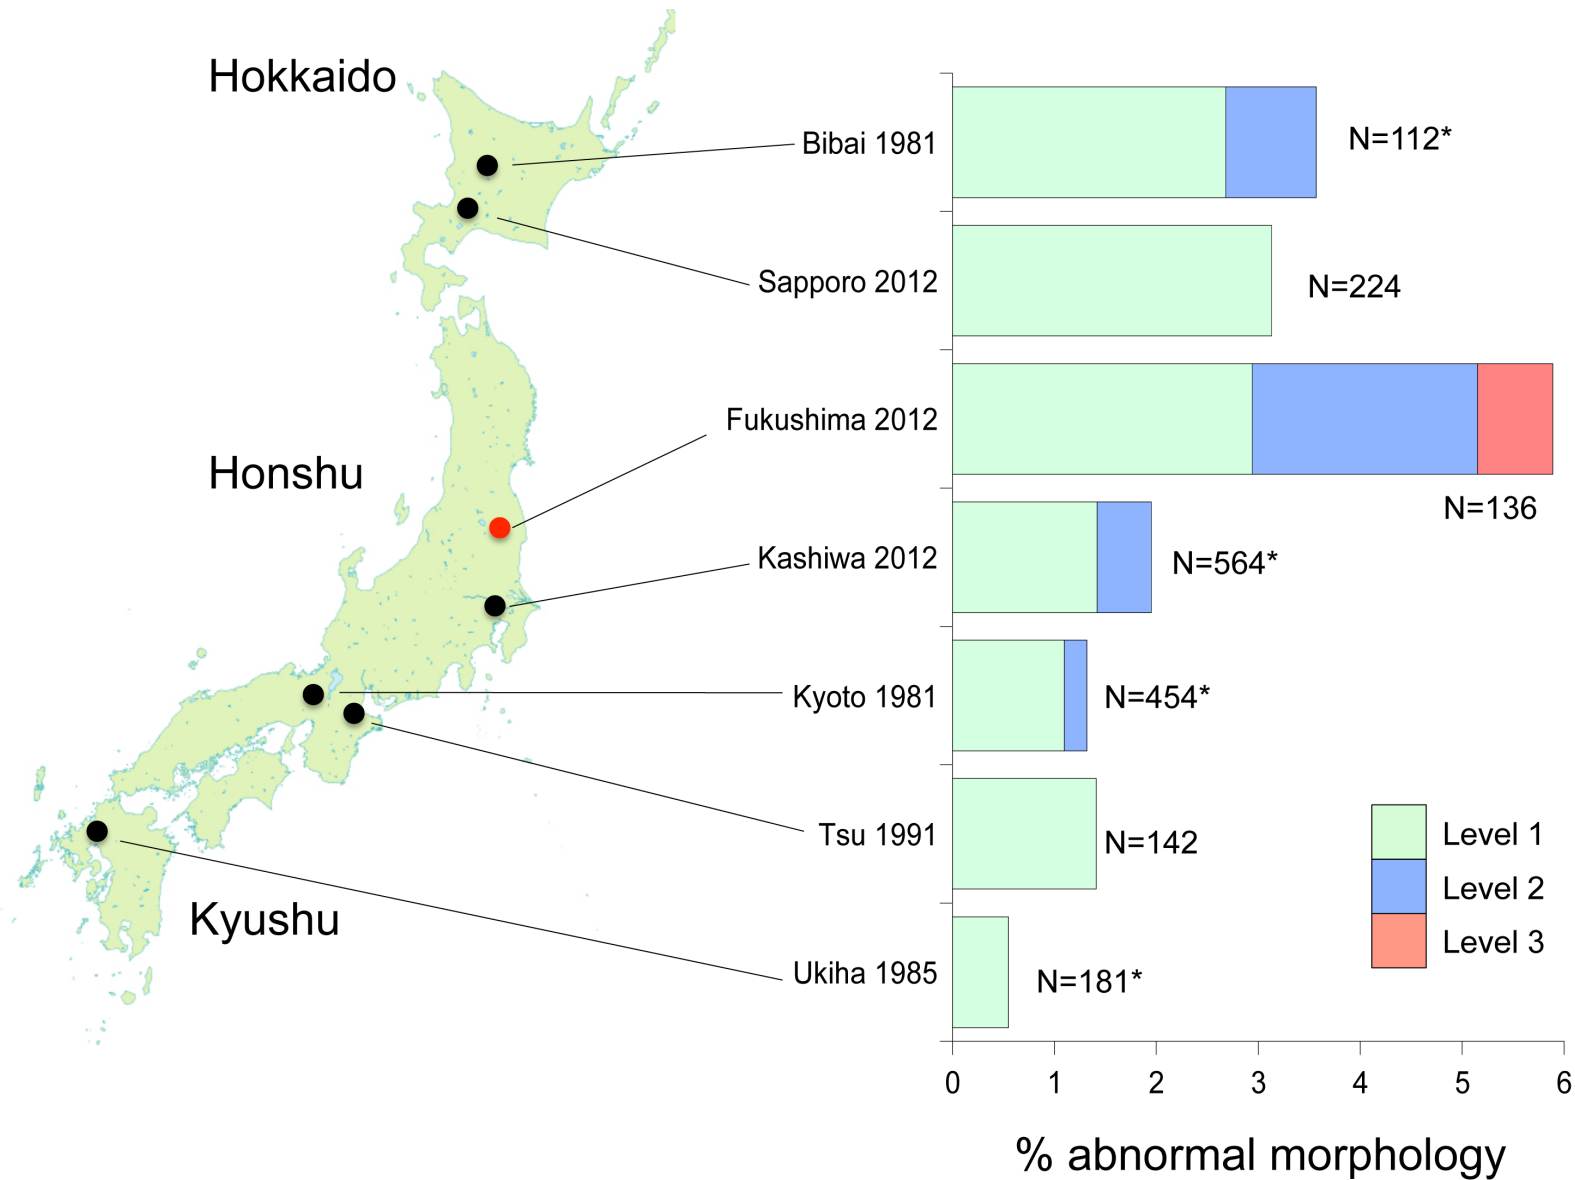 Hokkaido
Honshu
Kyushu
Bibai 1981
N=112*
Sapporo 2012
N=224
Fukushima 2012
N=136
Kashiwa 2012
N=564*
Kyoto 1981
N=454*
Tsu 1991
N=142
Ukiha 1985
N=181*
Level 1
Level 2
Level 3
0 1 2 3 4 5 6
% abnormal morphology